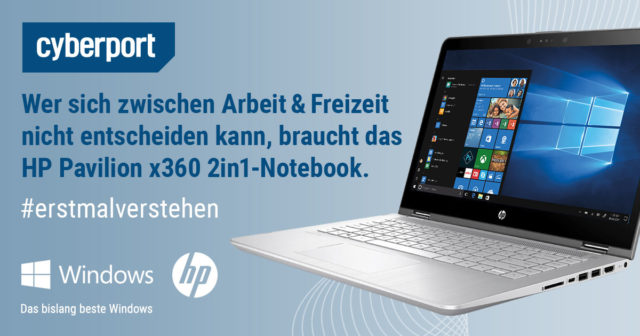 cyberport
Wer sich zwischen Arbeit & Freizeit
nicht entscheiden kann, braucht das
HP Pavilion x360 2in1-Notebook.
#erstmalverstehen
Windows
hp
Das bislang beste Windows
hp